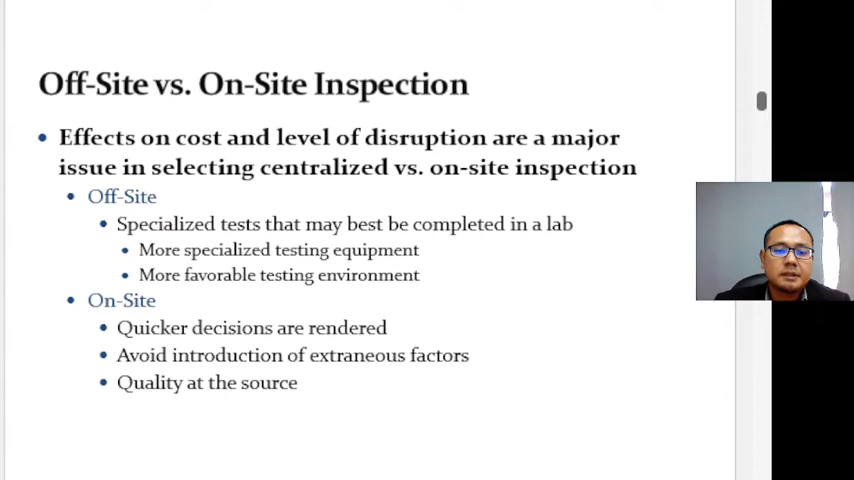 Off-Site vs. On-Site Inspection
• Effects on cost and level of disruption are a major
issue in selecting centralized vs. on-site inspection
• Off-Site
• Specialized tests that may best be completed in a lab
• More specialized testing equipment
• More favorable testing environment
• On-Site
• Quicker decisions are rendered
• Avoid introduction of extraneous factors
• Quality at the source